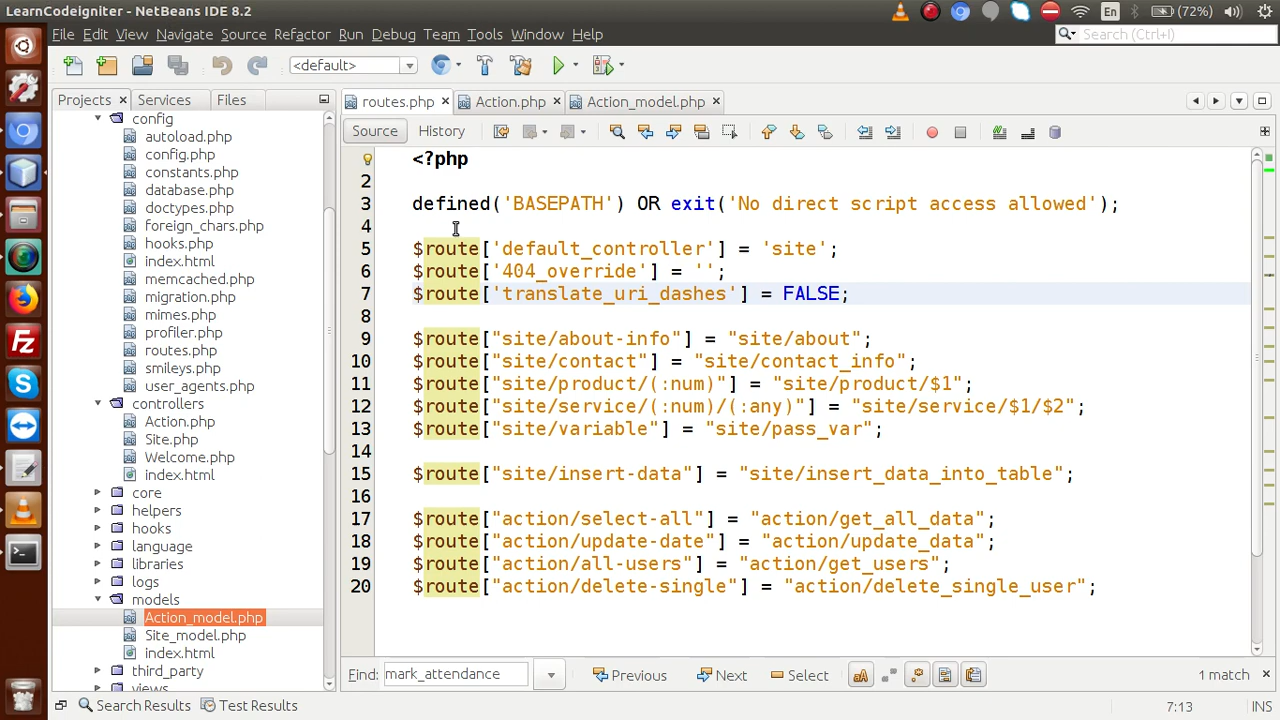 LearnCodeigniter - NetBeans IDE 8.2
En
(72%)
File Edit View Navigate Source Refactor Run Debug Team Tools Window Help
Search (Ctrl+I)
<default>
Projects Services Files
routes.php Action.php Action_model.php
Source History
config
autoload.php
config.php
constants.php
database.php
doctypes.php
foreign_chars.php
hooks.php
index.html
memcached.php
migration.php
mimes.php
profiler.php
routes.php
smileys.php
user_agents.php
controllers
Action.php
Site.php
Welcome.php
index.html
core
helpers
hooks
language
libraries
logs
models
Action_model.php
Site_model.php
index.html
third_party
views
<?php
2
3 defined('BASEPATH') OR exit('No direct script access allowed');
4
5 $route['default_controller'] = 'site';
6 $route['404_override'] = '';
7 $route['translate_uri_dashes'] = FALSE;
8
9 $route["site/about-info"] = "site/about";
10 $route["site/contact"] = "site/contact_info";
11 $route["site/product/(:num)"] = "site/product/$1";
12 $route["site/service/(:num)/(:any)"] = "site/service/$1/$2";
13 $route["site/variable"] = "site/pass_var";
14
15 $route["site/insert-data"] = "site/insert_data_into_table";
16
17 $route["action/select-all"] = "action/get_all_data";
18 $route["action/update-date"] = "action/update_data";
19 $route["action/all-users"] = "action/get_users";
20 $route["action/delete-single"] = "action/delete_single_user";
Find: mark_attendance Previous Next Select 1 match
Search Results Test Results 7:13 INS